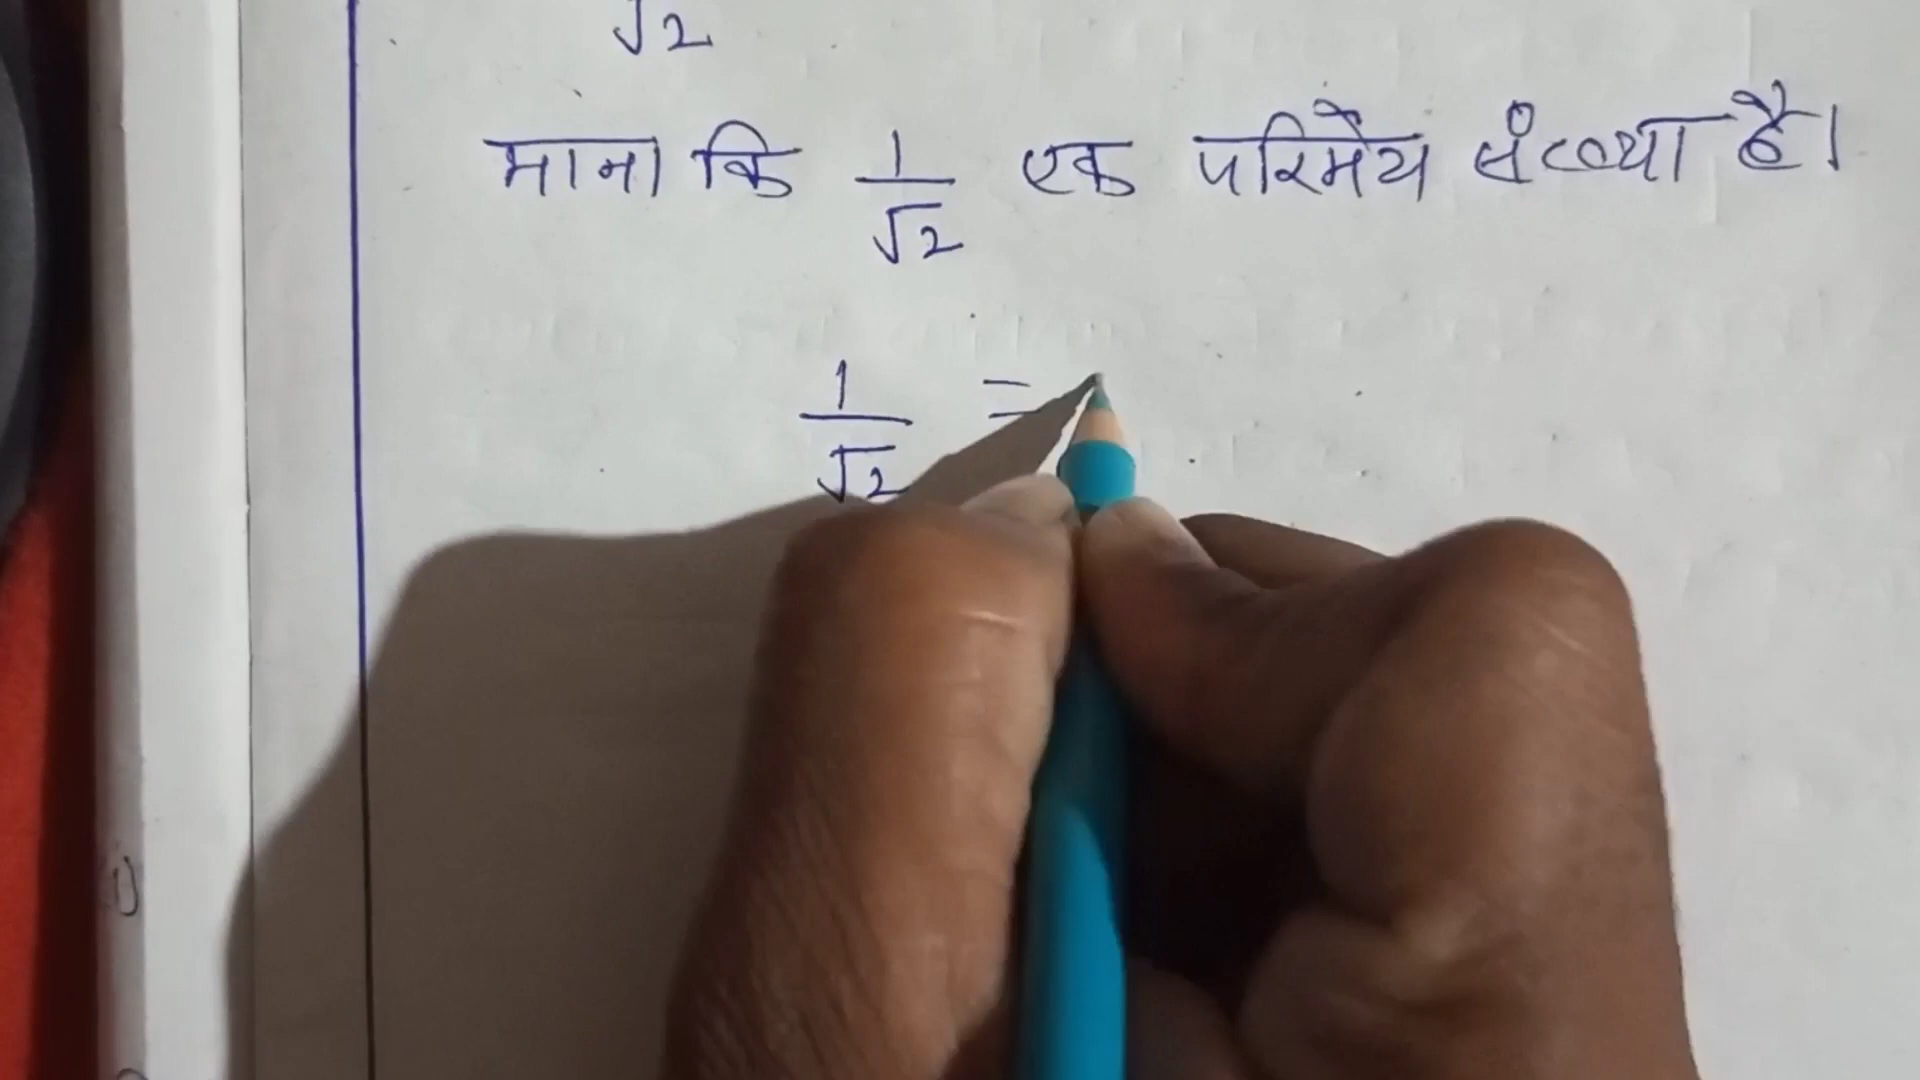 √2
माना कि 1/√2 एक परिमेय संख्या है।
1/√2 =